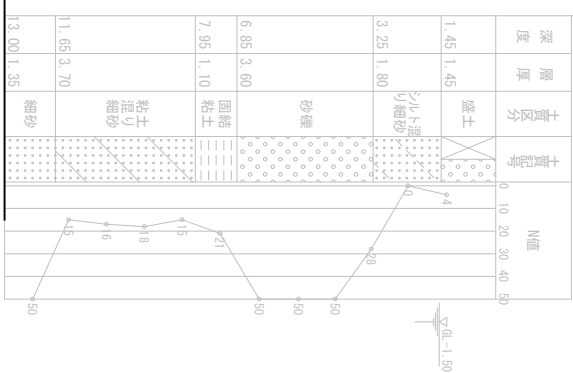 深度
層厚
土質区分
土質記号
N値
0 10 20 30 40 50
1.45
1.45
盛土
3.25
1.80
シルト混
り細砂
6.85
3.60
砂礫
7.95
1.10
固結
粘土
11.65
3.70
粘土
混り
細砂
13.00
1.35
細砂
4
0
28
50
50
50
21
15
18
16
15
50
GL-1.50